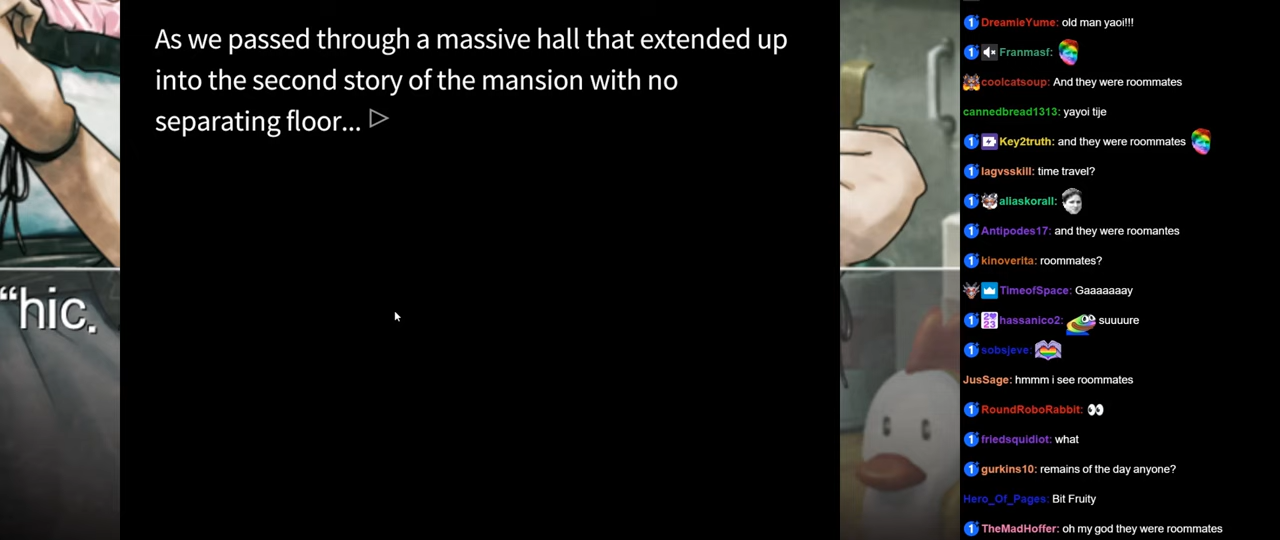 As we passed through a massive hall that extended up
into the second story of the mansion with no
separating floor...
“hic.
DreamieYume: old man yaoi!!!
Franmasf:
coolcatsoup: And they were roommates
cannedbread1313: yayoi tije
Key2truth: and they were roommates
lagvsskill: time travel?
aliaskorall:
Antipodes17: and they were roomantes
kinoverita: roommates?
TimeofSpace: Gaaaaaaay
hassanico2: suuuure
sobsjeve:
JusSage: hmmm i see roommates
RoundRoboRabbit: 👀
friedsquidiot: what
gurkins10: remains of the day anyone?
Hero_Of_Pages: Bit Fruity
TheMadHoffer: oh my god they were roommates